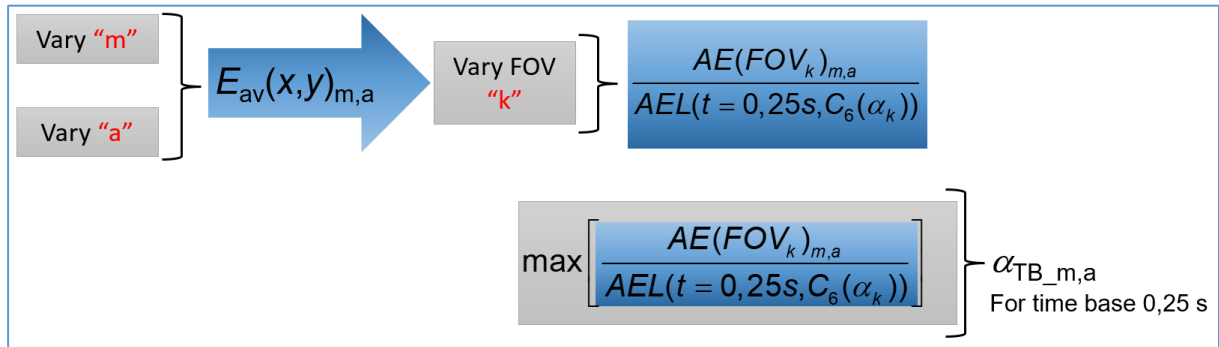 Vary “m”
Vary “a”
E_av(x,y)_m,a
Vary FOV
“k”
AE(FOV_k)_m,a
AEL(t = 0,25s, C_6(α_k))
max[AE(FOV_k)_m,a
AEL(t = 0,25s, C_6(α_k))]
α_TB_m,a
For time base 0,25 s